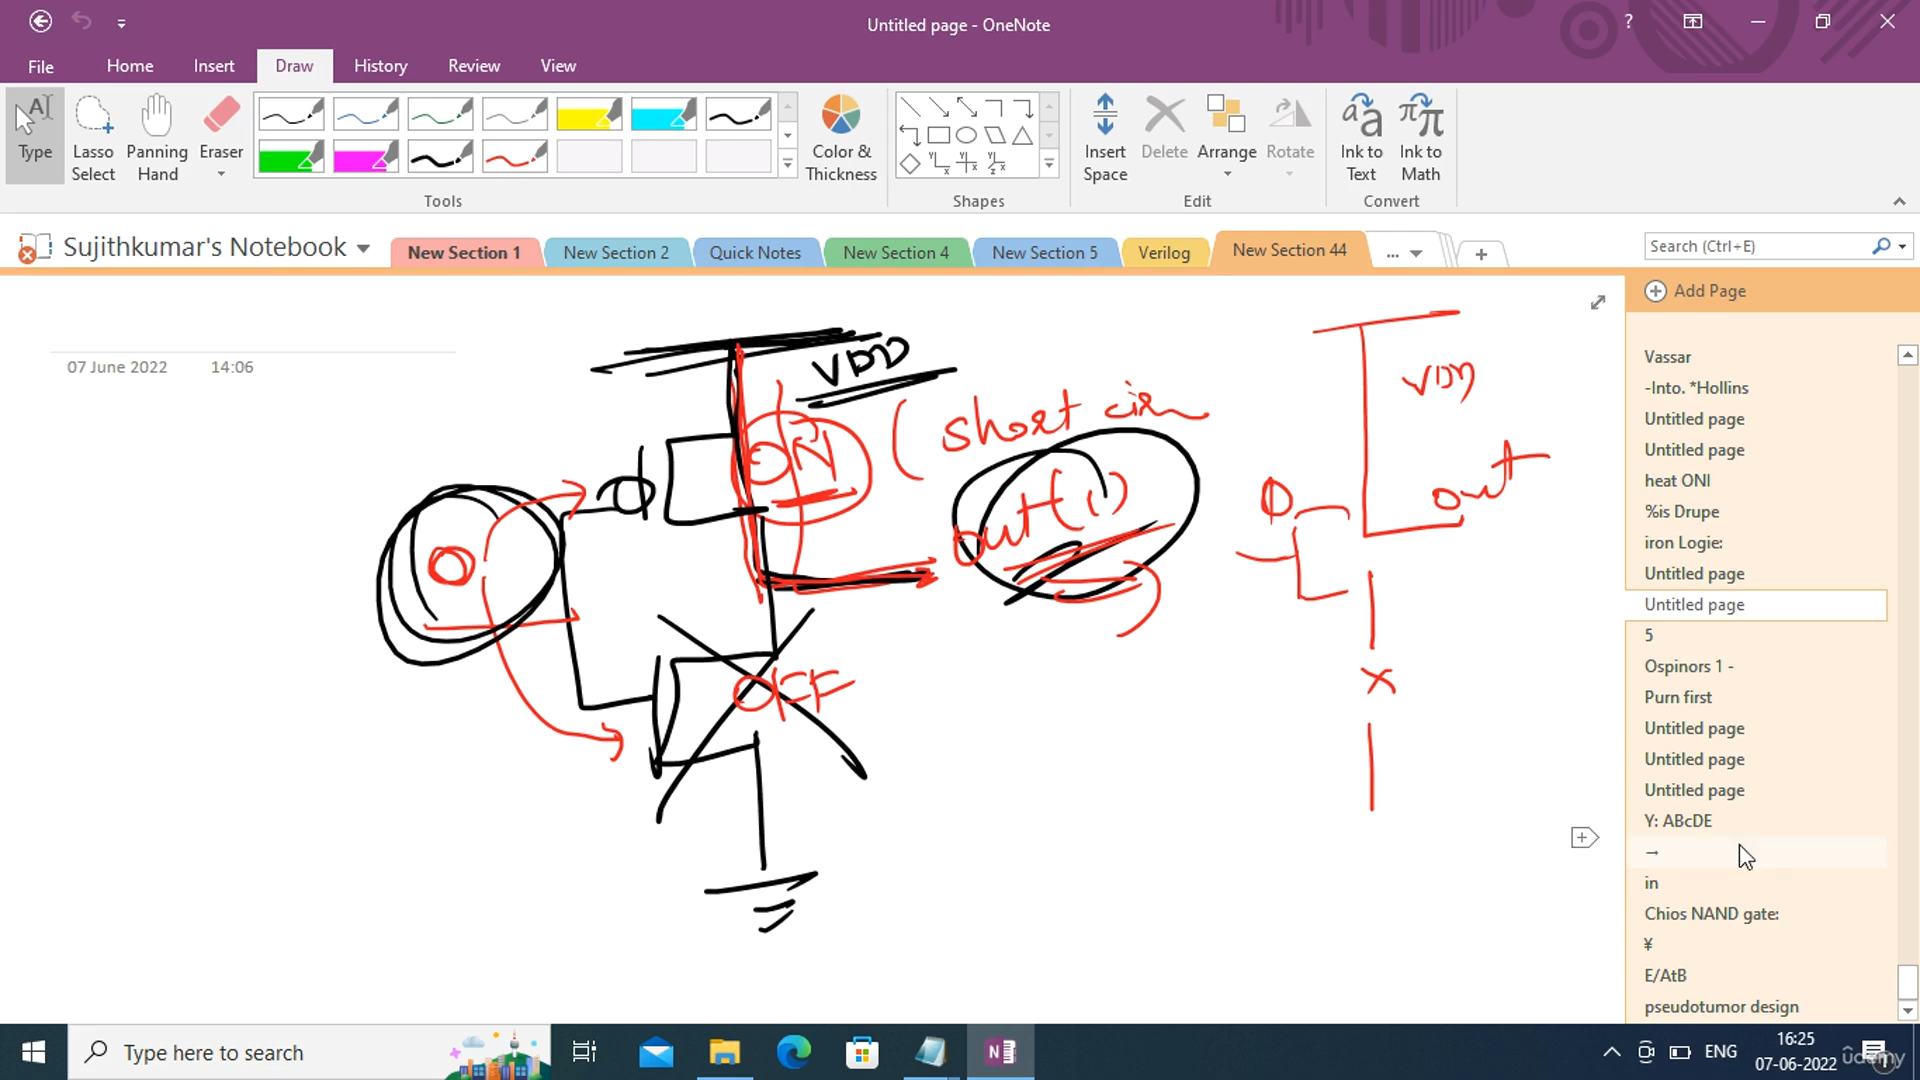 Untitled page - OneNote
?
File
Home
Insert
Draw
History
Review
View
Type
Lasso Select
Panning Hand
Eraser
Color & Thickness
Insert Space
Delete
Arrange
Rotate
Ink to Text
Ink to Math
Tools
Shapes
Edit
Convert
Sujithkumar's Notebook
New Section 1
New Section 2
Quick Notes
New Section 4
New Section 5
Verilog
New Section 44
...
Search (Ctrl+E)
Add Page
07 June 2022
14:06
VDD
ON
(short
out (1)
)
0
OFF
VDD
out
0
x
Vassar
-Into. *Hollins
Untitled page
Untitled page
heat ONI
%is Drupe
iron Logie:
Untitled page
Untitled page
5
Ospinors 1 -
Purn first
Untitled page
Untitled page
Untitled page
Y: ABcDE
→
in
Chios NAND gate:
¥
E/AtB
pseudotumor design
Type here to search
ENG
16:25
07-06-2022
udemy